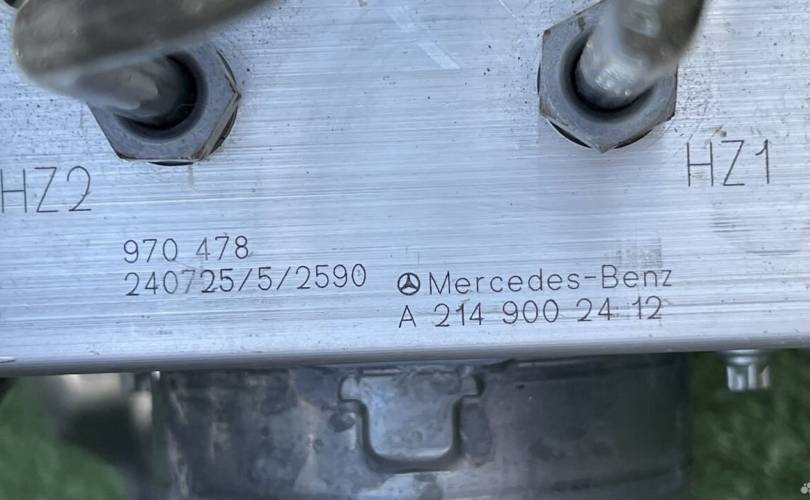 HZ2
HZ1
970 478
240725/5/2590
Mercedes-Benz
A 214 900 24 12